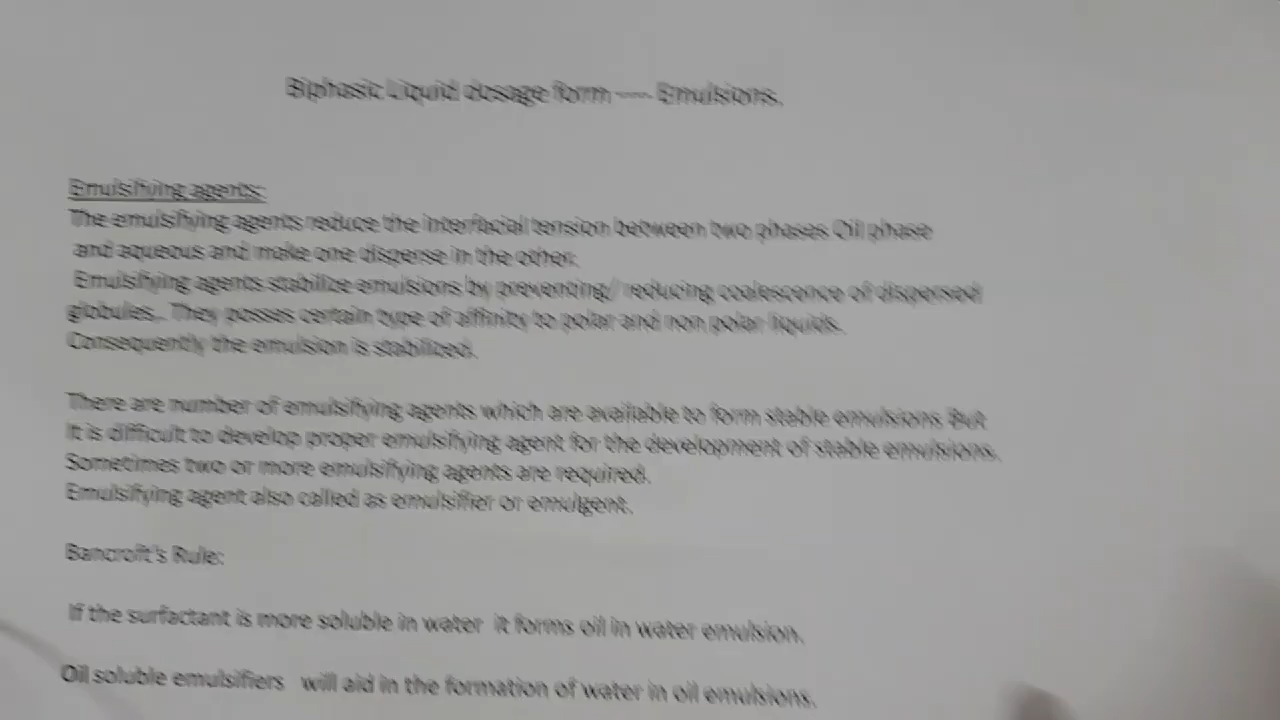 Biphasic Liquid dosage form ---- Emulsions.
Emulsifying agents:
The emulsifying agents reduce the interfacial tension between two phases Oil phase
and aqueous and make one disperse in the other.
Emulsifying agents stabilize emulsions by preventing/ reducing coalescence of dispersed
globules,. They posses certain type of affinity to polar and non polar liquids.
Consequently the emulsion is stabilized.
There are number of emulsifying agents which are available to form stable emulsions But
It is difficult to develop proper emulsifying agent for the development of stable emulsions.
Sometimes two or more emulsifying agents are required.
Emulsifying agent also called as emulsifier or emulgent.
Bancroft's Rule:
If the surfactant is more soluble in water it forms oil in water emulsion.
Oil soluble emulsifiers will aid in the formation of water in oil emulsions.